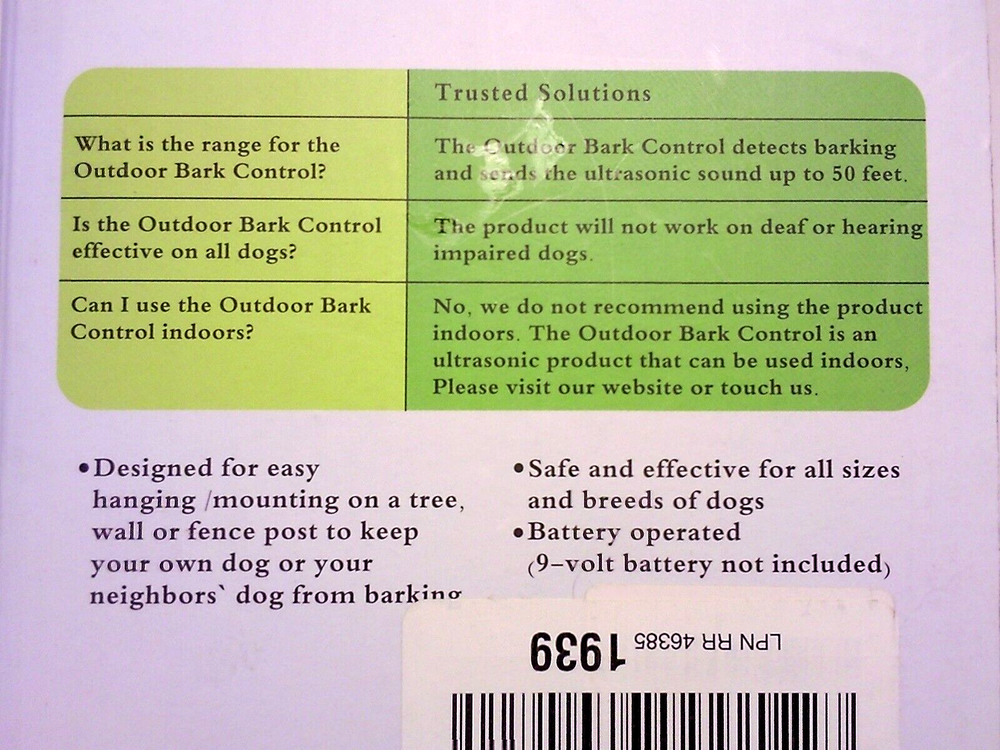 Trusted Solutions
What is the range for the
Outdoor Bark Control?
The Outdoor Bark Control detects barking
and sends the ultrasonic sound up to 50 feet.
Is the Outdoor Bark Control
effective on all dogs?
The product will not work on deaf or hearing
impaired dogs.
Can I use the Outdoor Bark
Control indoors?
No, we do not recommend using the product
indoors. The Outdoor Bark Control is an
ultrasonic product that can be used indoors,
Please visit our website or touch us.
•Designed for easy
hanging /mounting on a tree,
wall or fence post to keep
your own dog or your
neighbors` dog from barking
•Safe and effective for all sizes
and breeds of dogs
•Battery operated
(9-volt battery not included)
LPN RR 46385
1939